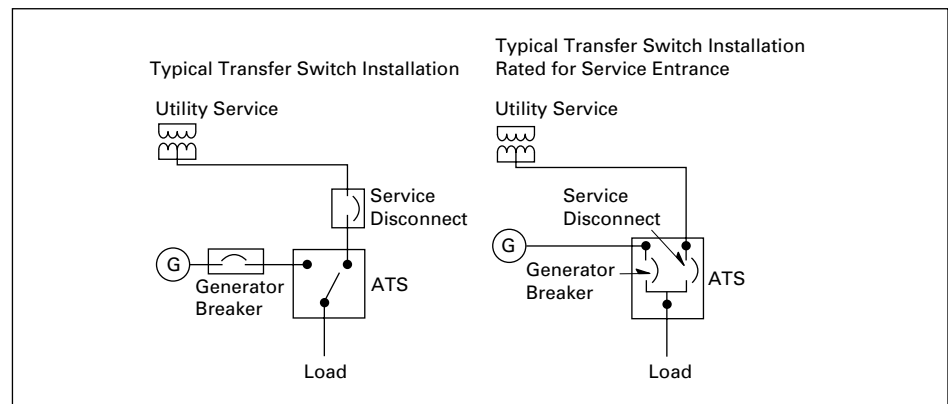 Typical Transfer Switch Installation
Utility Service
Service
Disconnect
G
Generator
Breaker
ATS
Load
Typical Transfer Switch Installation
Rated for Service Entrance
Utility Service
Service
Disconnect
G
Generator
Breaker
ATS
Load